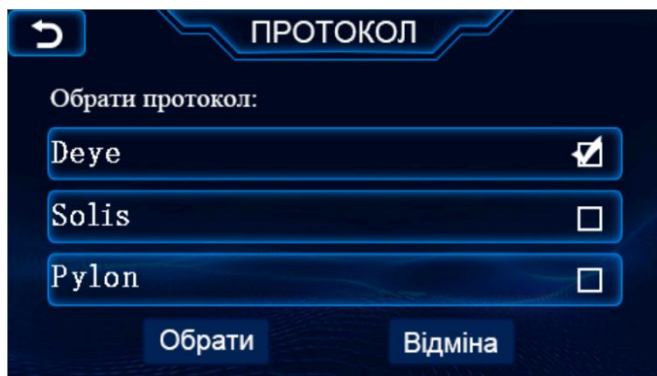 ПРОТОКОЛ
Обрати протокол:
Deye
Solis
Pylon
Обрати Відміна